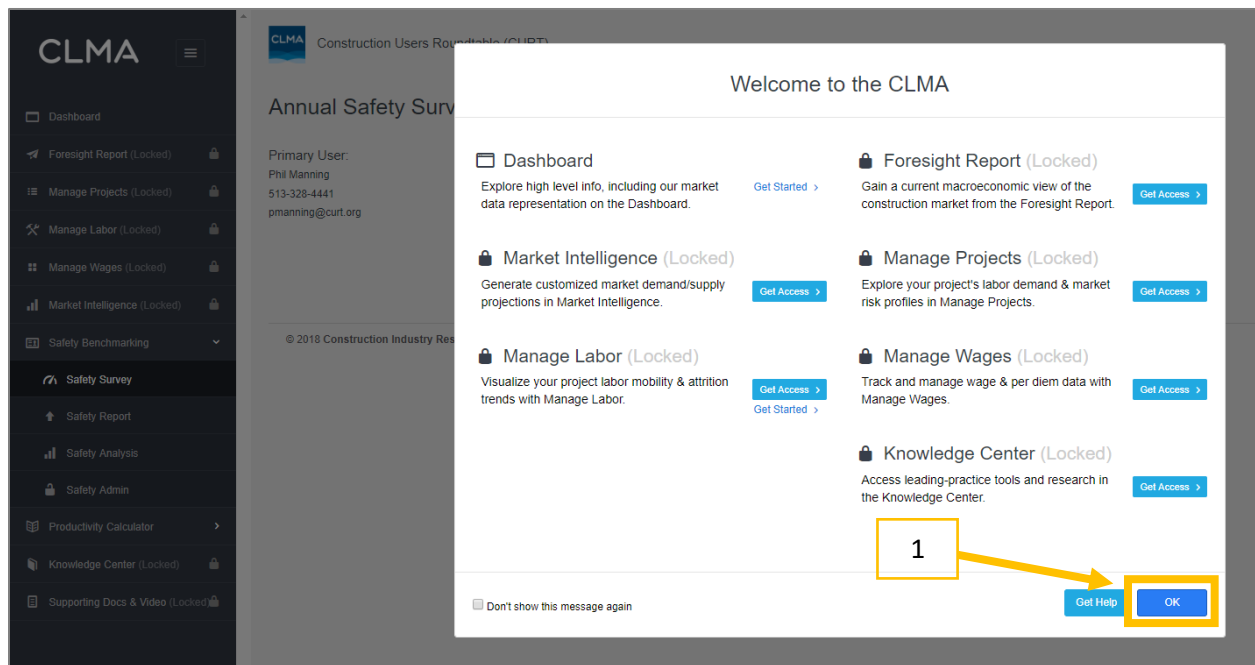 CLMA
Dashboard
Foresight Report (Locked)
Manage Projects (Locked)
Manage Labor (Locked)
Manage Wages (Locked)
Market Intelligence (Locked)
Safety Benchmarking
Safety Survey
Safety Report
Safety Analysis
Safety Admin
Productivity Calculator
Knowledge Center (Locked)
Supporting Docs & Video (Locked)
CLMA
Construction Users Roundtable (CURT)
Annual Safety Surv
Primary User:
Phil Manning
513-328-4441
pmanning@curt.org
© 2018 Construction Industry Res
Welcome to the CLMA
Dashboard
Explore high level info, including our market
data representation on the Dashboard.
Get Started >
Foresight Report (Locked)
Gain a current macroeconomic view of the
construction market from the Foresight Report.
Get Access >
Market Intelligence (Locked)
Generate customized market demand/supply
projections in Market Intelligence.
Get Access >
Manage Projects (Locked)
Explore your project's labor demand & market
risk profiles in Manage Projects.
Get Access >
Manage Labor (Locked)
Visualize your project labor mobility & attrition
trends with Manage Labor.
Get Access >
Get Started >
Manage Wages (Locked)
Track and manage wage & per diem data with
Manage Wages.
Get Access >
Knowledge Center (Locked)
Access leading-practice tools and research in
the Knowledge Center.
Get Access >
1
Don't show this message again
Get Help
OK